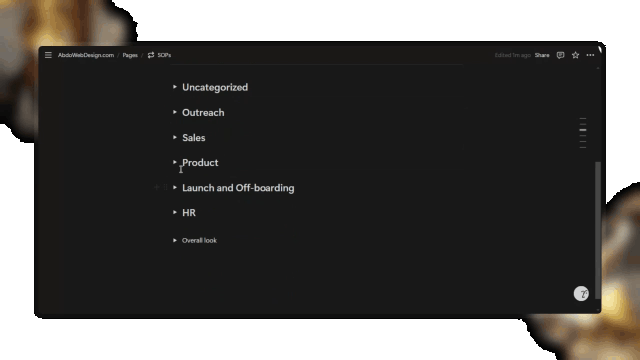 AbdoWebDesign.com / Pages / SOPs Edited 1m ago Share
Uncategorized
Outreach
Sales
Product
Launch and Off-boarding
HR
Overall look